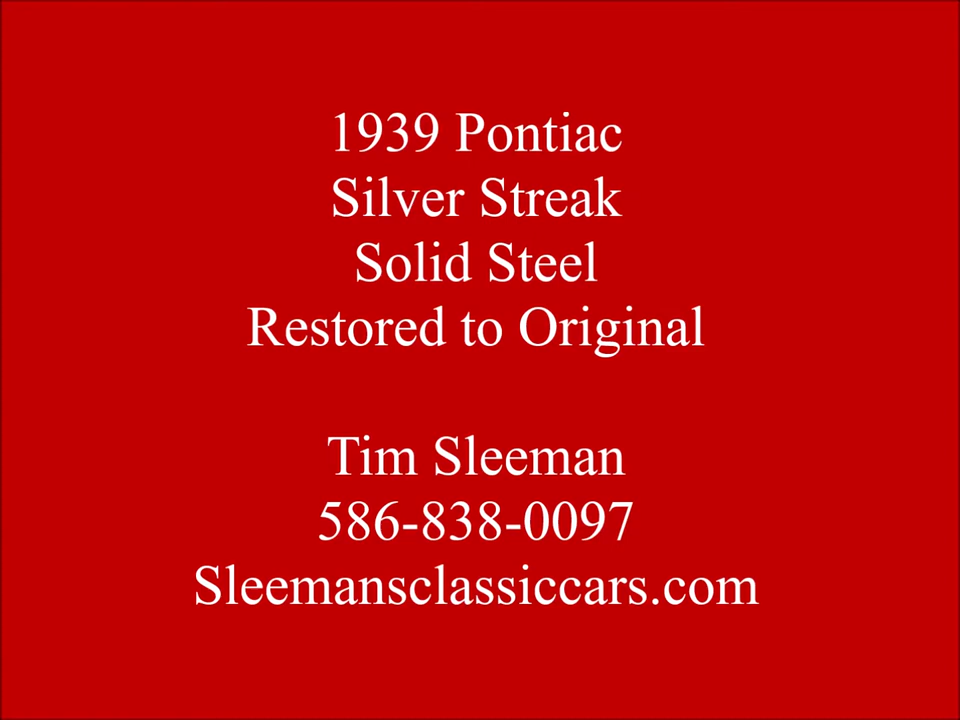 1939 Pontiac
Silver Streak
Solid Steel
Restored to Original
Tim Sleeman
586-838-0097
Sleemansclassiccars.com